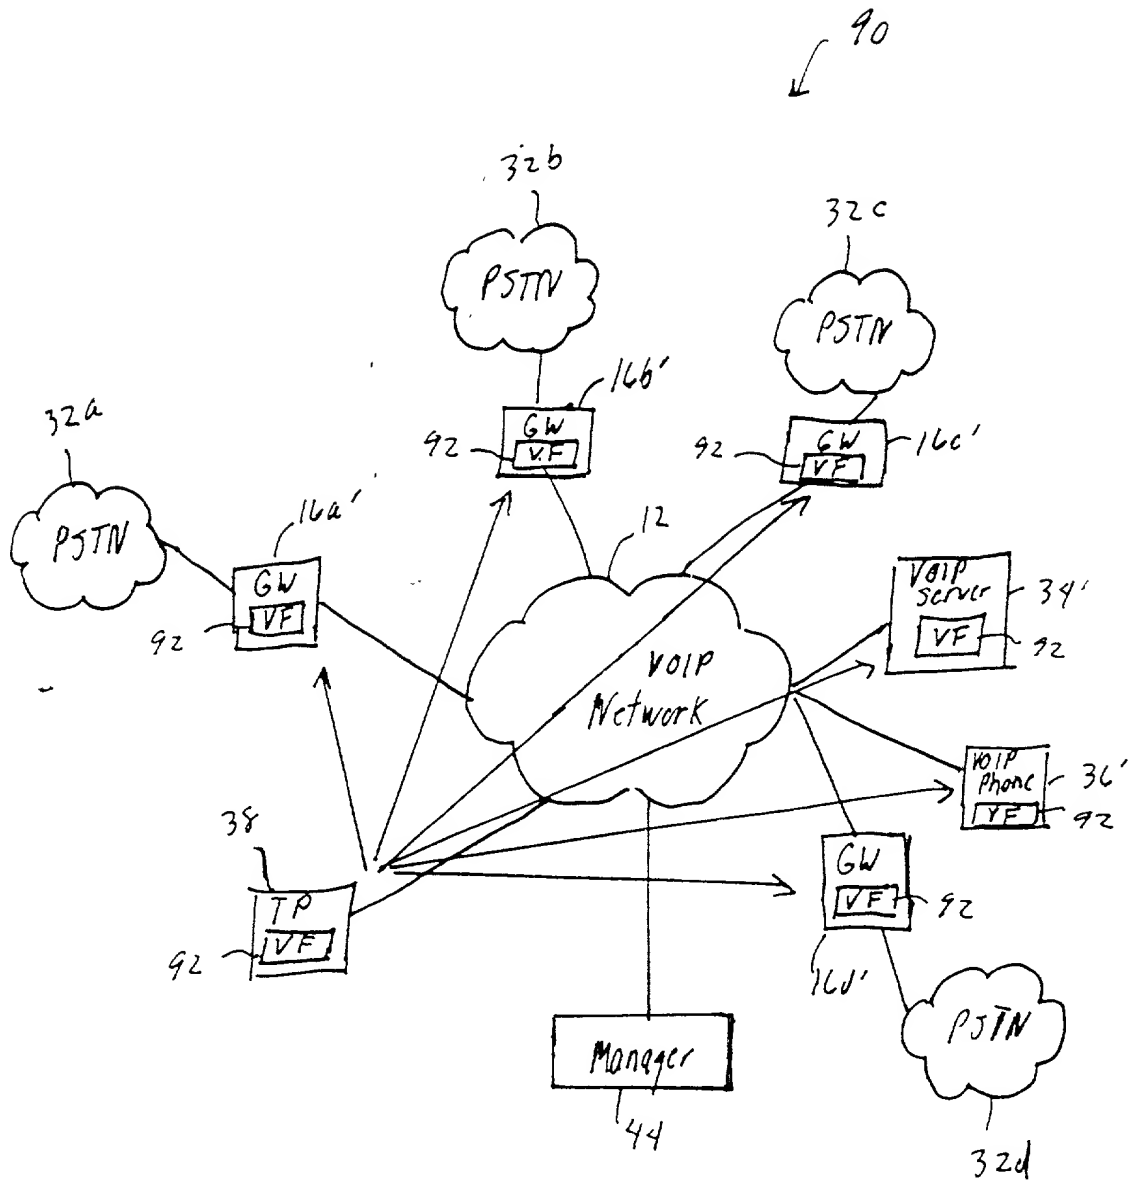 90
32b
PSTN
32c
PSTN
16b'
GW
VF
92
GW
VF
92
16c'
32a
PSTN
16a'
GW
VF
92
12
VOIP
Network
VOIP
Server
VF
34'
92
VOIP
Phone
VF
36'
92
38
TP
VF
92
GW
VF
92
16d'
PSTN
32d
Manager
44